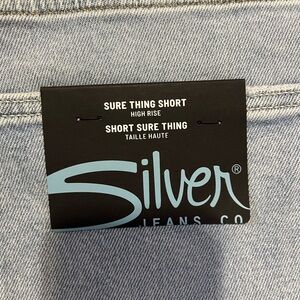 SURE THING SHORT
HIGH RISE
SHORT SURE THING
TAILLE HAUTE
Silver®
JEANS CO